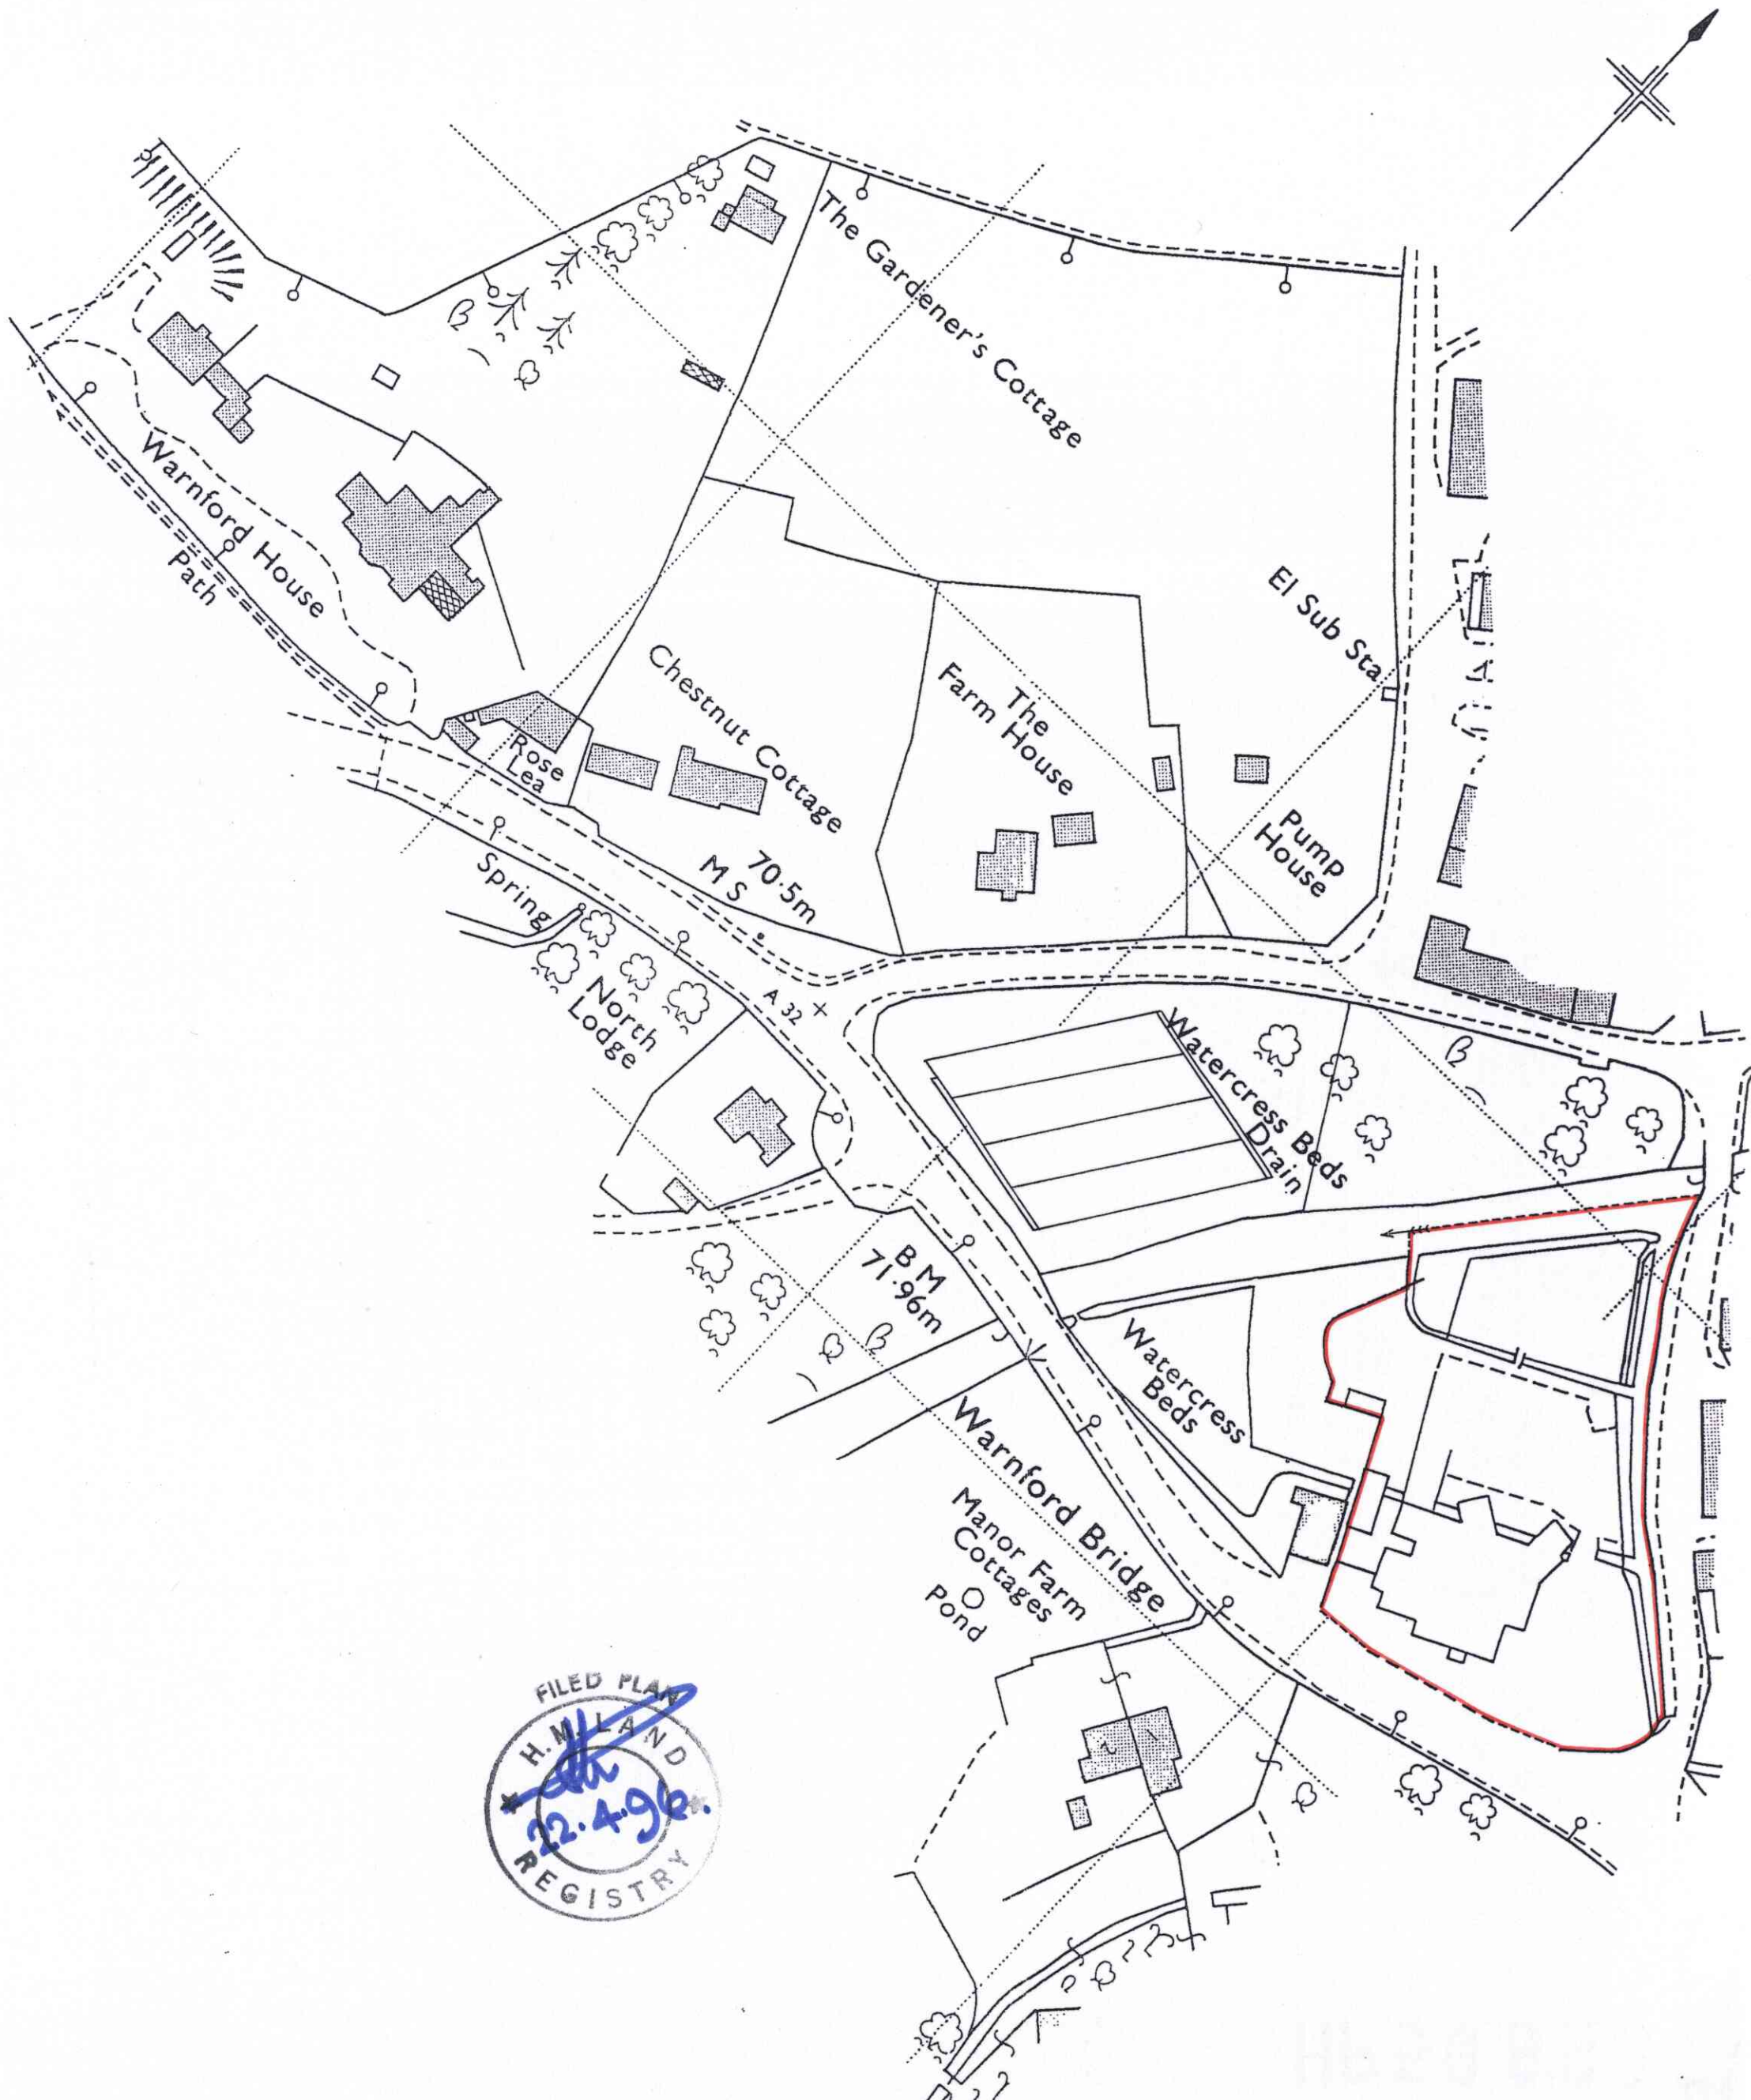 The Gardener's Cottage
Warnford House
Path
El Sub Sta
Chestnut Cottage
The
Farm House
Rose
Lea
Pump
House
70·5m
M S
Spring
A 32
North
Lodge
Watercress Beds
Drain
B M
71·96m
Watercress
Beds
Warnford Bridge
Manor Farm
Cottages
Pond
FILED PLAN
H.M. LAND
REGISTRY
22.4.96.